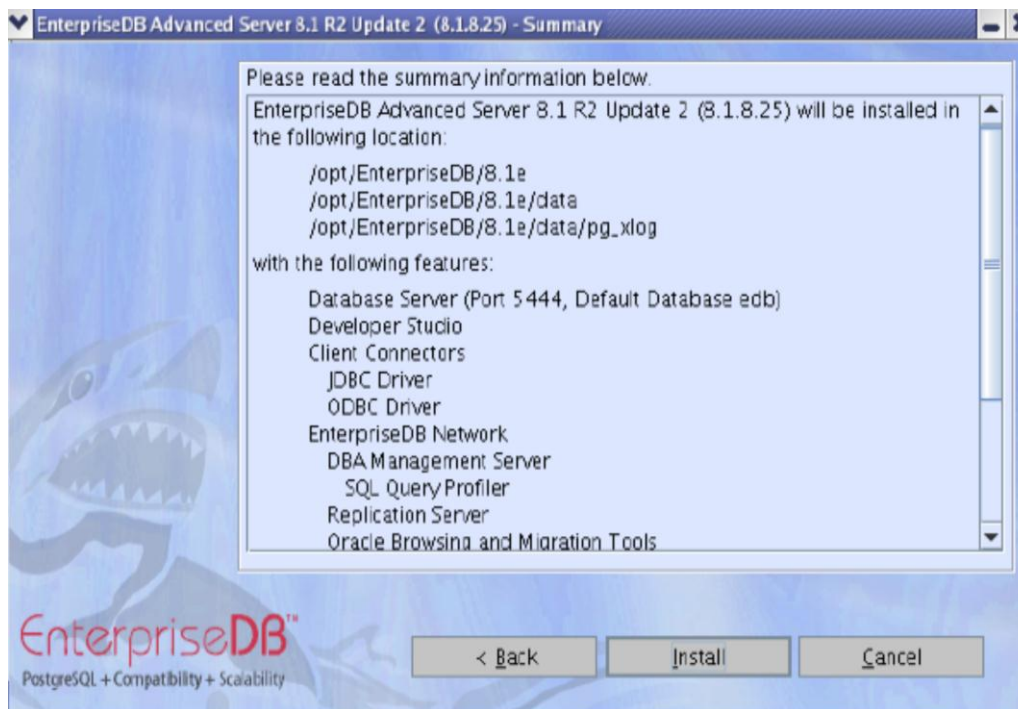 EnterpriseDB Advanced Server 8.1 R2 Update 2 (8.1.8.25) - Summary
Please read the summary information below.
EnterpriseDB Advanced Server 8.1 R2 Update 2 (8.1.8.25) will be installed in
the following location:
/opt/EnterpriseDB/8.1e
/opt/EnterpriseDB/8.1e/data
/opt/EnterpriseDB/8.1e/data/pg_xlog
with the following features:
Database Server (Port 5444, Default Database edb)
Developer Studio
Client Connectors
JDBC Driver
ODBC Driver
EnterpriseDB Network
DBA Management Server
SQL Query Profiler
Replication Server
Oracle Browsing and Migration Tools
EnterpriseDB™
PostgreSQL + Compatibility + Scalability
< Back
Install
Cancel